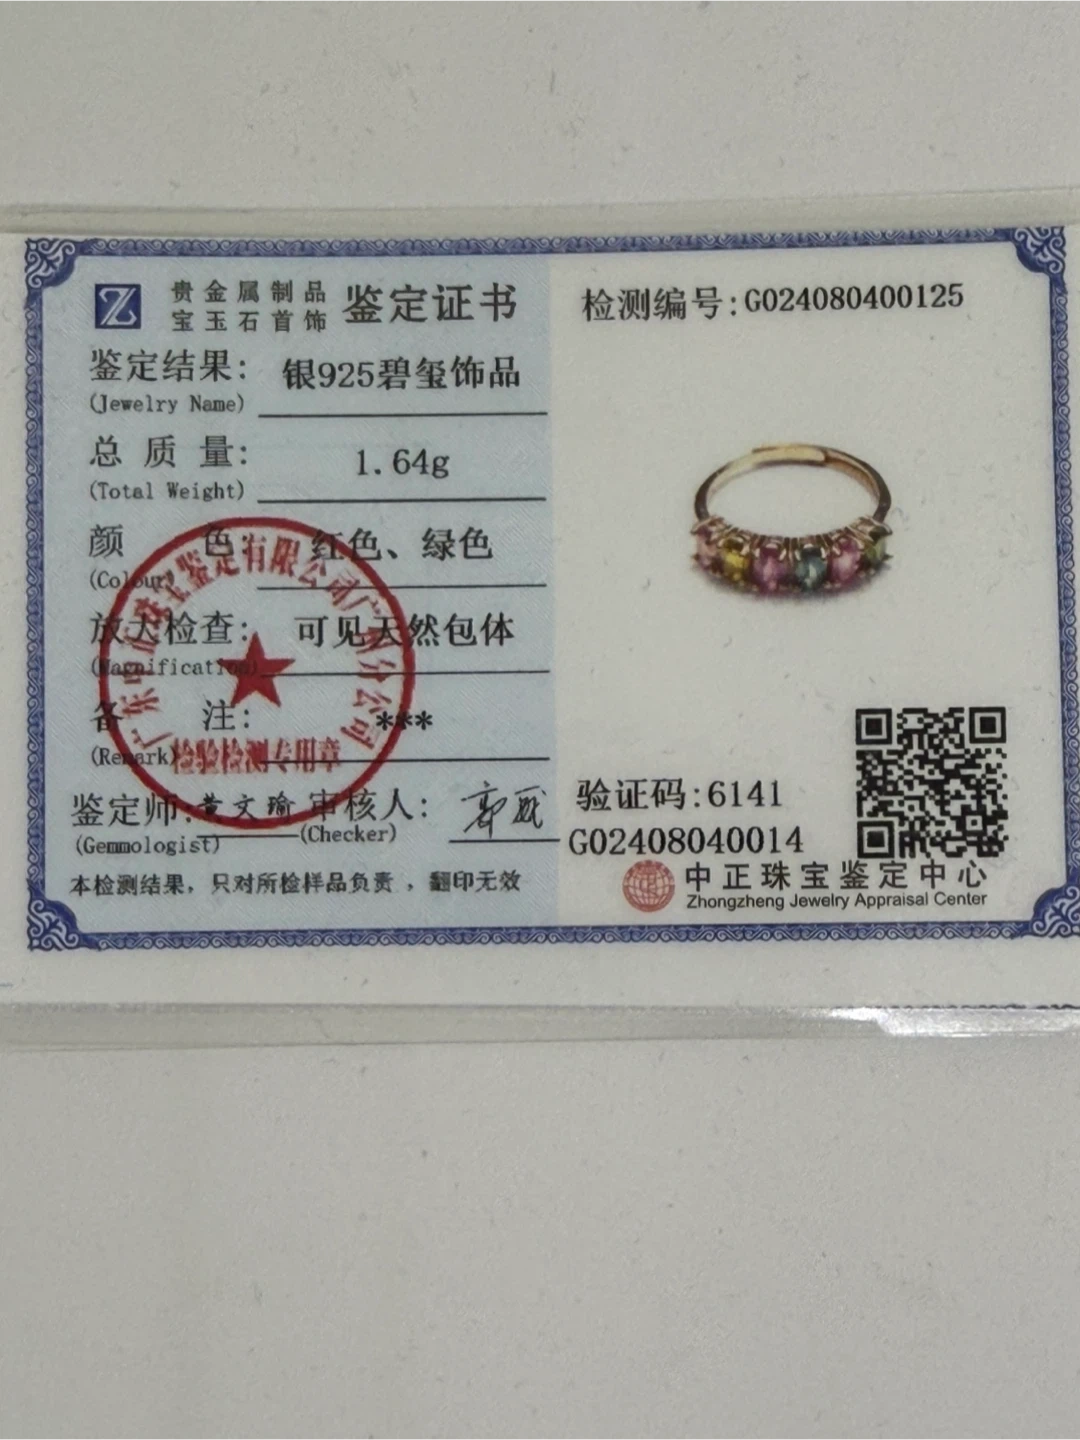 贵金属制品
宝玉石首饰
鉴定证书
鉴定结果: 银925碧玺饰品
(Jewelry Name)
总质量: 1.64g
(Total Weight)
颜色: 红色、绿色
(Colour)
放大检查: 可见天然包体
(Magnification)
备注: ***
(Remark)
鉴定师: 黄文瑜 审核人:
(Gemmologist) (Checker)
本检测结果，只对所检样品负责，翻印无效
检验检测专用章
检测编号:G024080400125
验证码:6141
G02408040014
中正珠宝鉴定中心
Zhongzheng Jewelry Appraisal Center